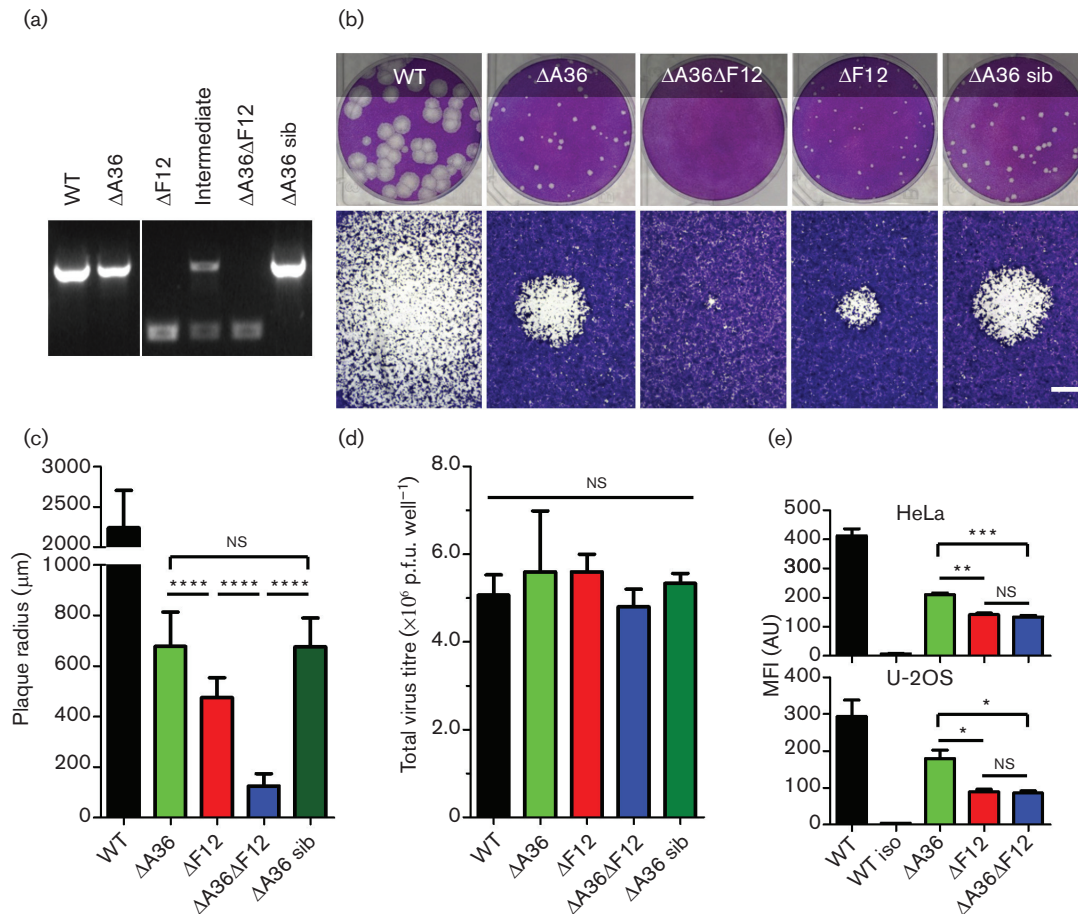 (a)
WT
ΔA36
ΔF12
Intermediate
ΔA36ΔF12
ΔA36 sib
(b)
WT
ΔA36
ΔA36ΔF12
ΔF12
ΔA36 sib
(c)
Plaque radius (μm)
3000
2500
2000
1000
800
600
400
200
0
NS
**** **** ****
WT
ΔA36
ΔF12
ΔA36ΔF12
ΔA36 sib
(d)
Total virus titre (×10⁶ p.f.u. well⁻¹)
8.0
6.0
4.0
2.0
0
NS
WT
ΔA36
ΔF12
ΔA36ΔF12
ΔA36 sib
(e)
MFI (AU)
HeLa
500
400
300
200
100
0
***
**
NS
U-2OS
400
300
200
100
0
*
*
NS
WT
WT iso
ΔA36
ΔF12
ΔA36ΔF12